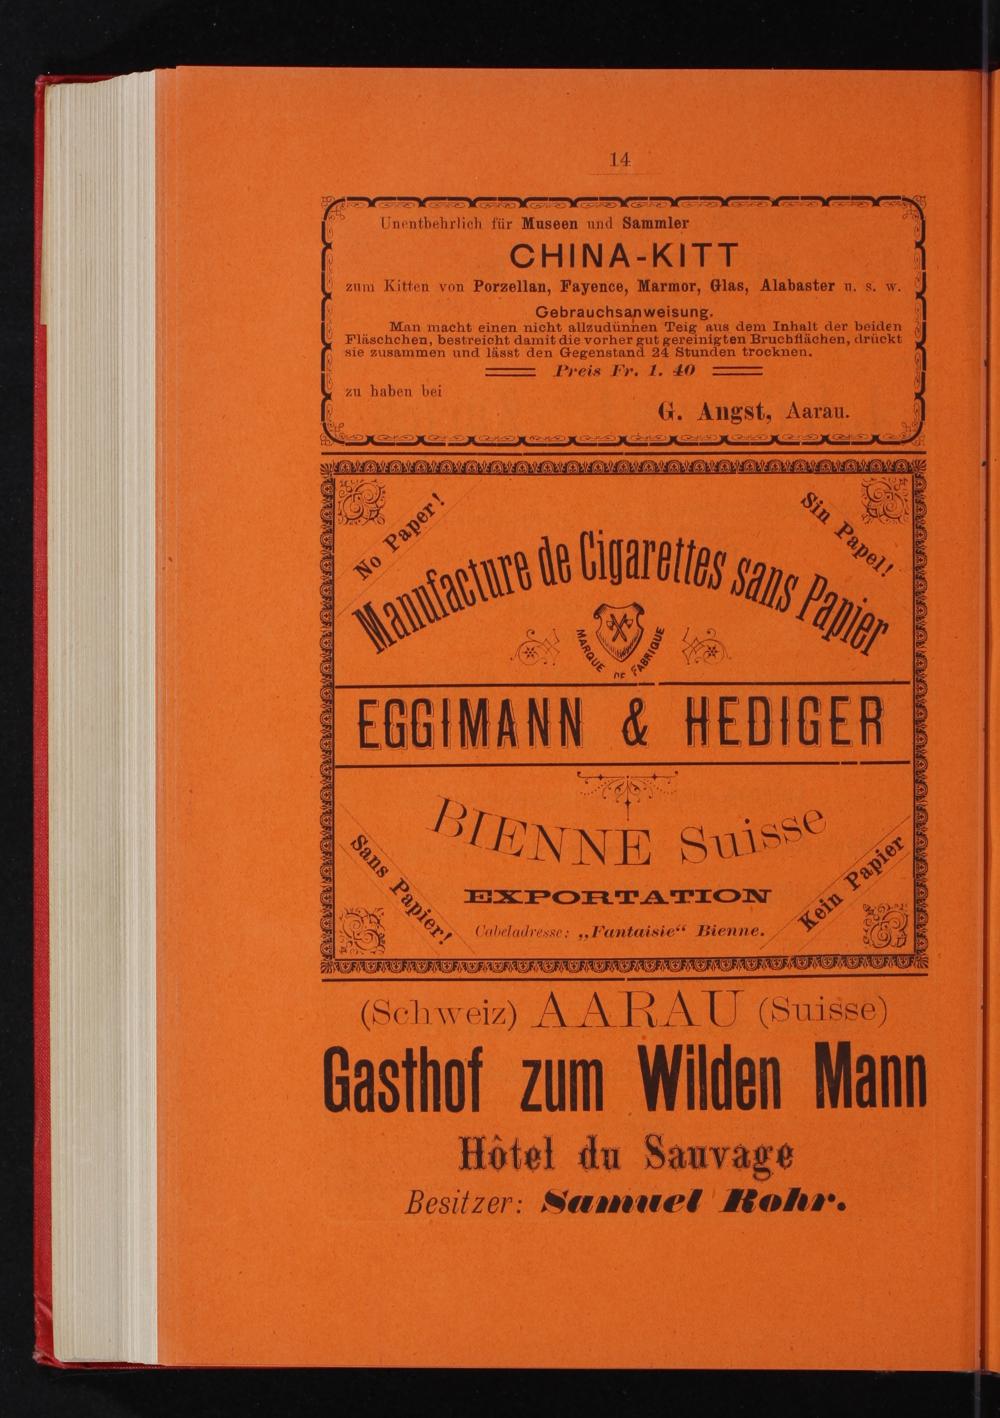 14
Unentbehrlich für Museen und Sammler
CHINA-KITT
zum Kitten von Porzellan, Fayence, Marmor, Glas, Alabaster u. s. w.
Gebrauchsanweisung.
Man macht einen nicht allzudünnen Teig aus dem Inhalt der beiden
Fläschchen, bestreicht damit die vorher gut gereinigten Bruchflächen, drückt
sie zusammen und lässt den Gegenstand 24 Stunden trocknen.
Preis Fr. 1. 40
zu haben bei
G. Angst, Aarau.
No Paper!
Sin Papel!
Manufacture de Cigarettes sans Papier
MARQUE DE FABRIQUE
EGGIMANN & HEDIGER
BIENNE Suisse
Sans Papier!
Kein Papier
EXPORTATION
Cabeladresse: „Fantaisie“ Bienne.
(Schweiz) AARAU (Suisse)
Gasthof zum Wilden Mann
Hôtel du Sauvage
Besitzer: Samuel Rohr.